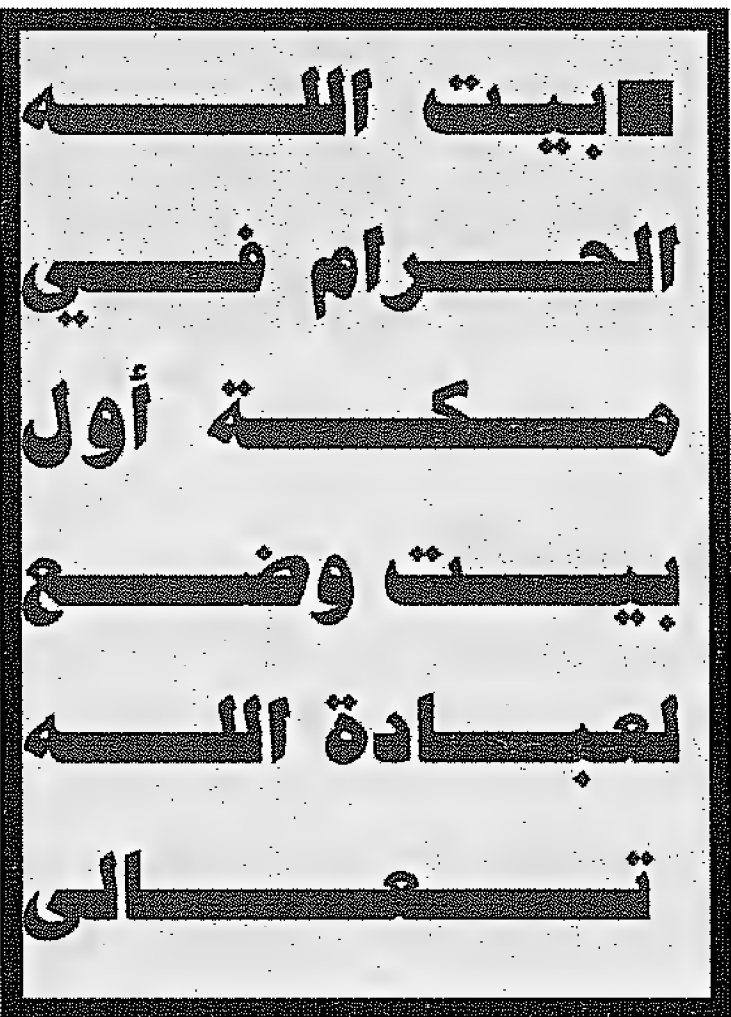 ■ بيت الله
الحرام في
مكة أول
بيت وضع
لعبادة الله
تعالى